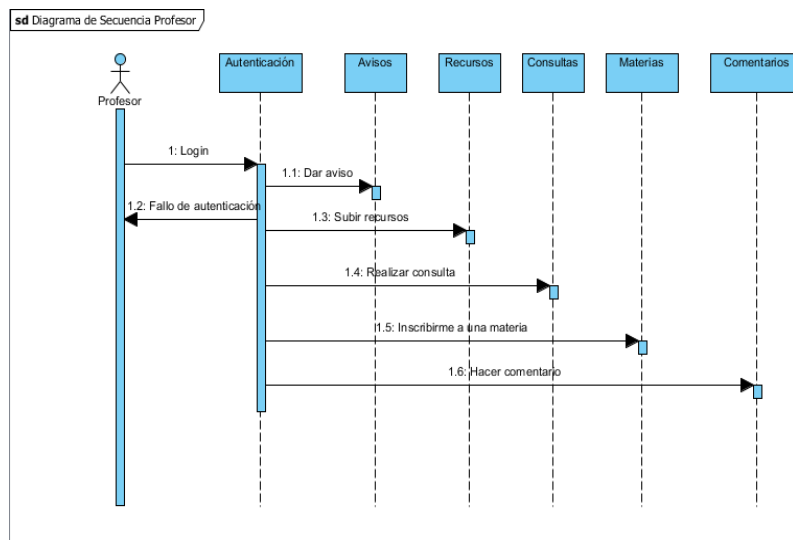 sd Diagrama de Secuencia Profesor
Autenticación
Avisos
Recursos
Consultas
Materias
Comentarios
Profesor
1: Login
1.1: Dar aviso
1.2: Fallo de autenticación
1.3: Subir recursos
1.4: Realizar consulta
1.5: Inscribirme a una materia
1.6: Hacer comentario